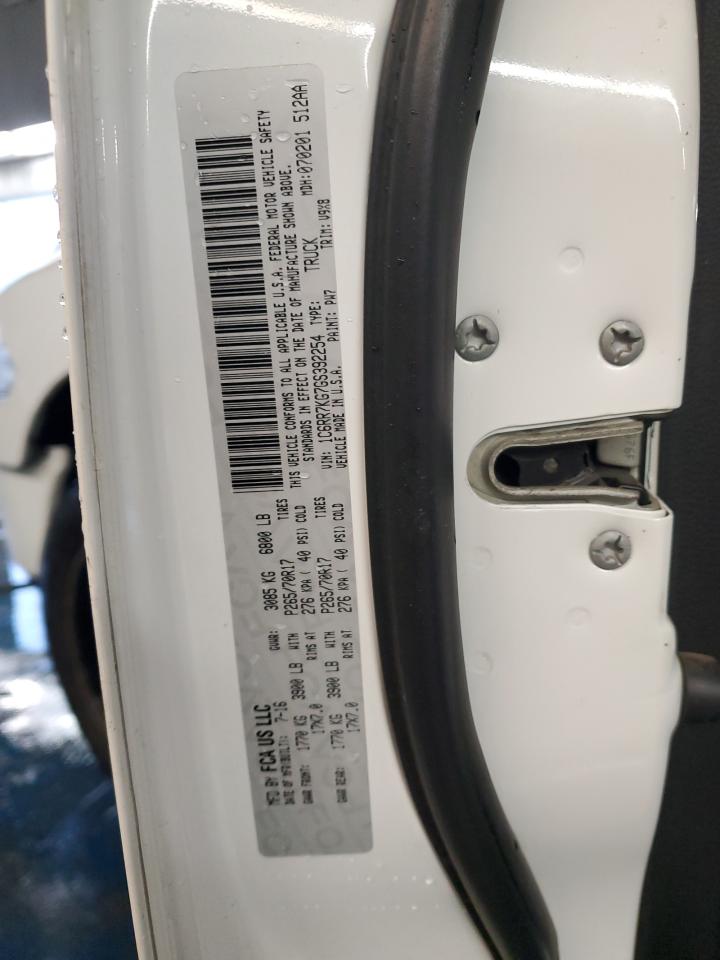 MFD BY FCA US LLC
DATE OF MFR(BUILT): 7-16
GVWR: 3085 KG 6800 LB
GAWR FRONT: 1770 KG 3900 LB WITH P265/70R17 TIRES
17X7.0 RIMS AT 276 KPA ( 40 PSI) COLD
GAWR REAR: 1770 KG 3900 LB WITH P265/70R17 TIRES
17X7.0 RIMS AT 276 KPA ( 40 PSI) COLD
THIS VEHICLE CONFORMS TO ALL APPLICABLE U.S.A. FEDERAL MOTOR VEHICLE SAFETY
STANDARDS IN EFFECT ON THE DATE OF MANUFACTURE SHOWN ABOVE.
VIN: 1C6RR7KG7GS392254 TYPE: TRUCK MDH:070201 512AA
VEHICLE MADE IN U.S.A. PAINT: PW7 TRIM: V9X8